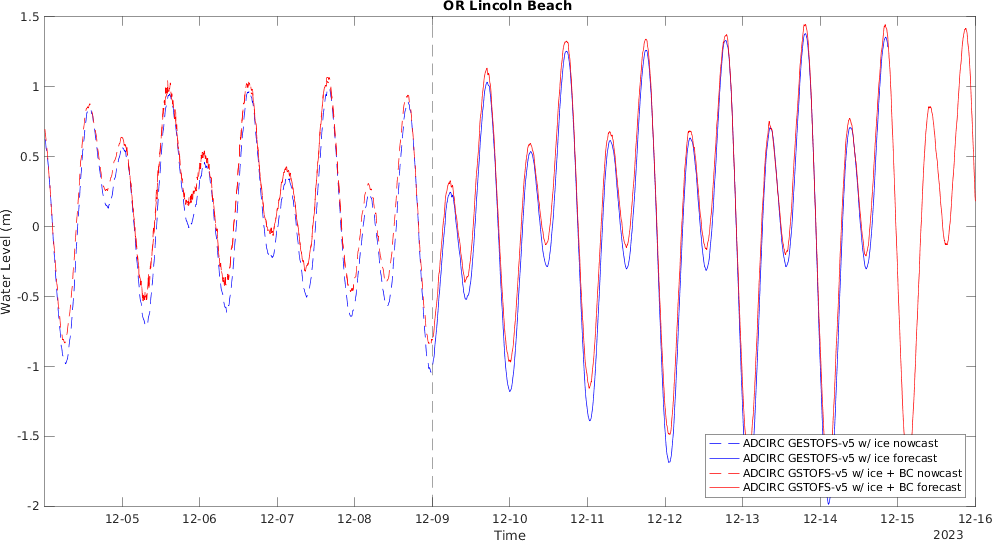 OR Lincoln Beach
1.5
1
0.5
0
-0.5
-1
-1.5
-2
Water Level (m)
ADCIRC GESTOFS-v5 w/ ice nowcast
ADCIRC GESTOFS-v5 w/ ice forecast
ADCIRC GSTOFS-v5 w/ ice + BC nowcast
ADCIRC GSTOFS-v5 w/ ice + BC forecast
12-05 12-06 12-07 12-08 12-09 12-10 12-11 12-12 12-13 12-14 12-15 12-16
Time
2023